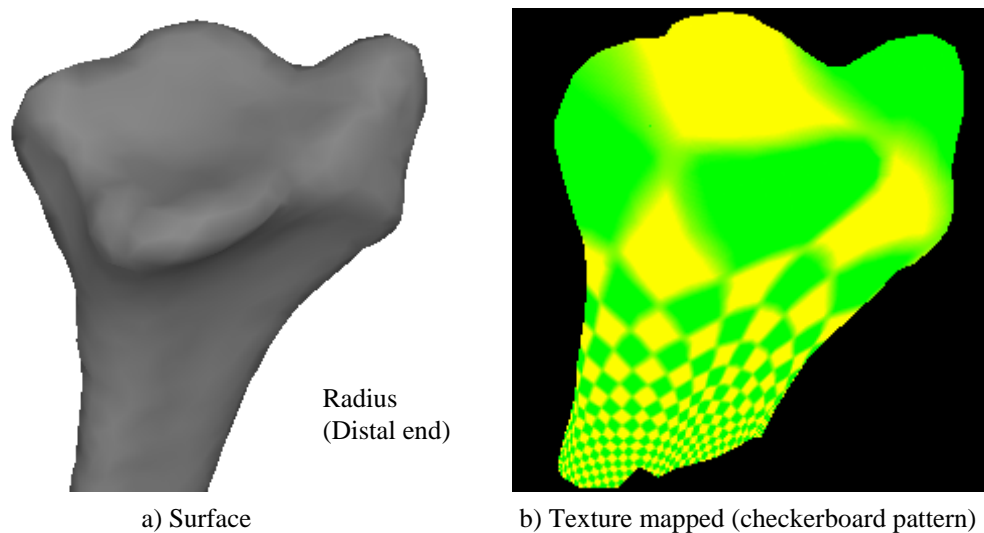 Radius
(Distal end)
a) Surface
b) Texture mapped (checkerboard pattern)